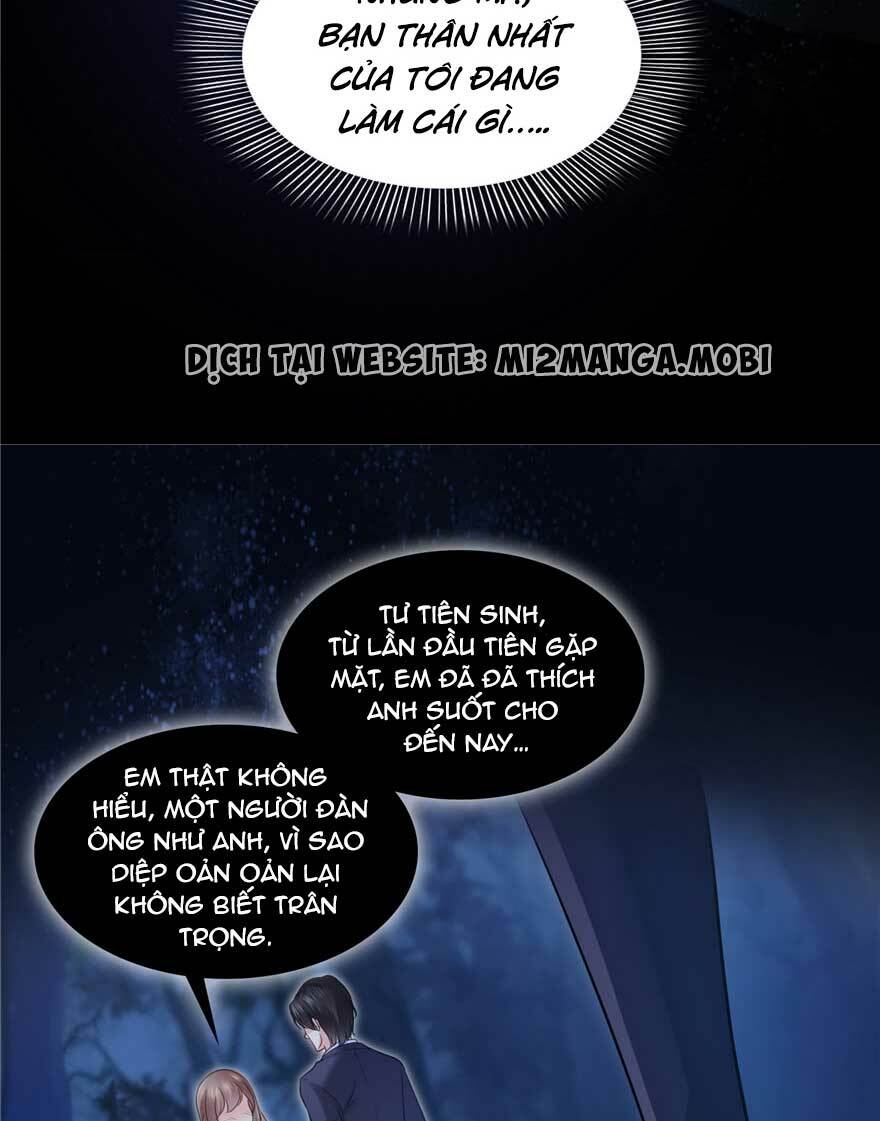 BẠN THÂN NHẤT
CỦA TÔI ĐANG
LÀM CÁI GÌ.....
DỊCH TẠI WEBSITE: MI2MANGA.MOBI
TƯ TIÊN SINH,
TỪ LẦN ĐẦU TIÊN GẶP
MẶT, EM ĐÃ ĐÃ THÍCH
ANH SUỐT CHO
ĐẾN NAY...
EM THẬT KHÔNG
HIỂU, MỘT NGƯỜI ĐÀN
ÔNG NHƯ ANH, VÌ SAO
DIỆP OẢN OẢN LẠI
KHÔNG BIẾT TRÂN
TRỌNG.